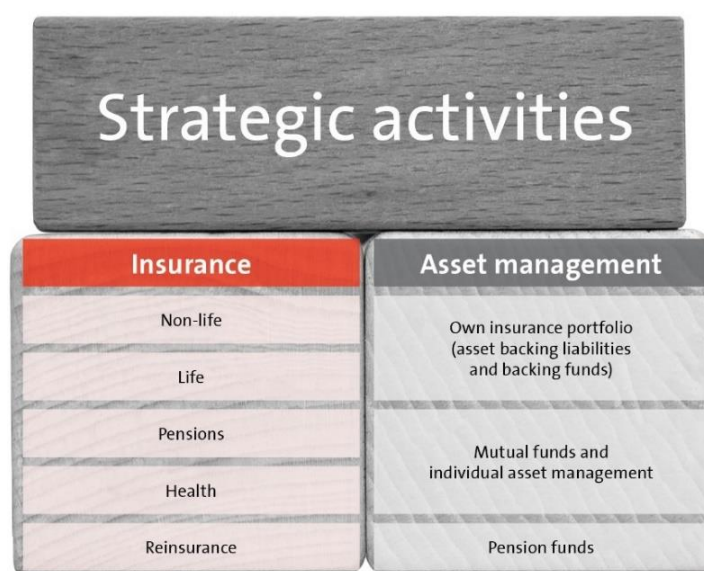 Strategic activities
Insurance
Non-life
Life
Pensions
Health
Reinsurance
Asset management
Own insurance portfolio
(asset backing liabilities
and backing funds)
Mutual funds and
individual asset management
Pension funds